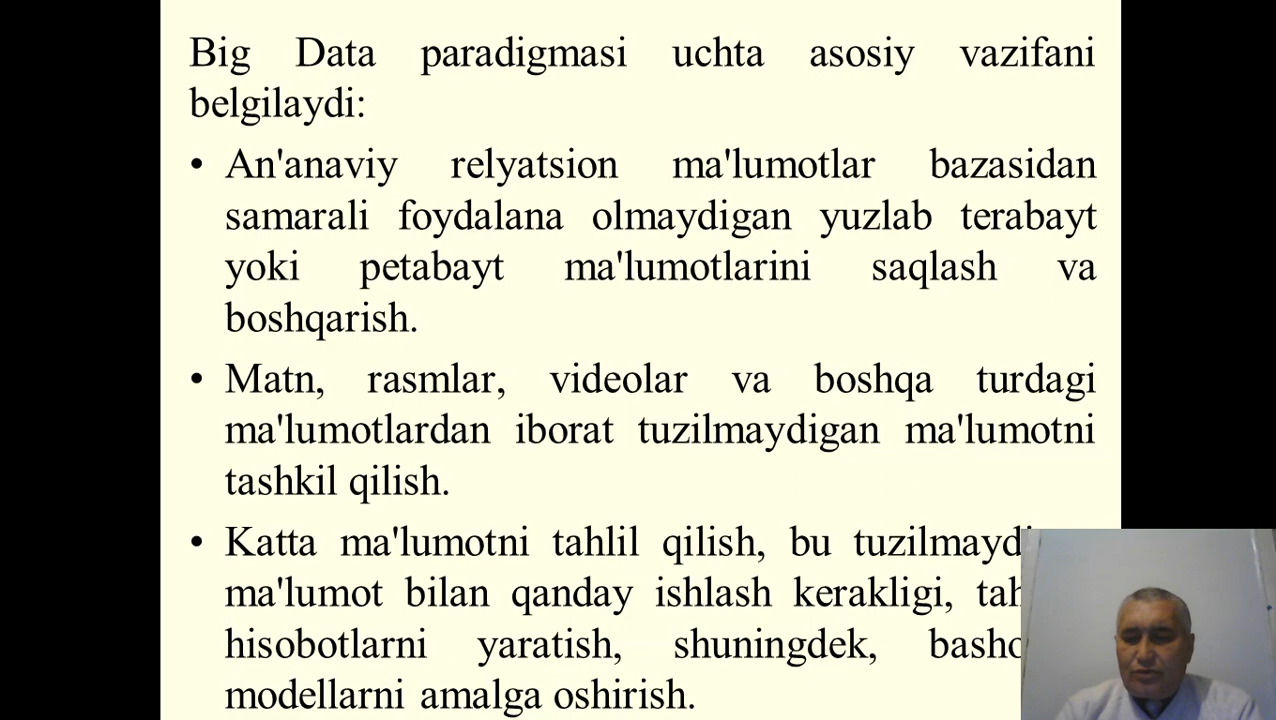 Big Data paradigmasi uchta asosiy vazifani
belgilaydi:
• An'anaviy relyatsion ma'lumotlar bazasidan
samarali foydalana olmaydigan yuzlab terabayt
yoki petabayt ma'lumotlarini saqlash va
boshqarish.
• Matn, rasmlar, videolar va boshqa turdagi
ma'lumotlardan iborat tuzilmaydigan ma'lumotni
tashkil qilish.
• Katta ma'lumotni tahlil qilish, bu
ma'lumot bilan qanday ishlash kerakligi,
hisobotlarni yaratish, shuningdek,
modellarni amalga oshirish.